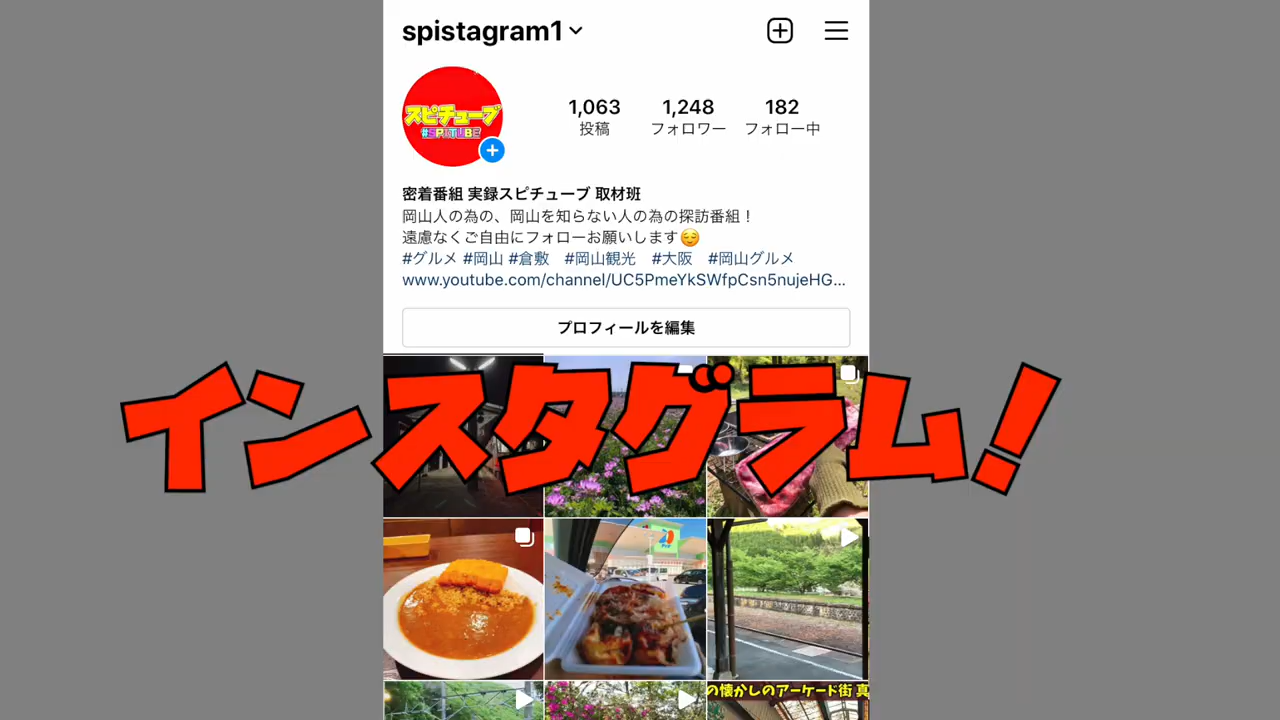 spistagram1
スピチューブ
#SPITUBE
1,063
1,248
182
投稿
フォロワー
フォロー中
密着番組 実録スピチューブ 取材班
岡山人の為の、岡山を知らない人の為の探訪番組！
遠慮なくご自由にフォローお願いします😌
#グルメ #岡山 #倉敷　#岡山観光　#大阪　#岡山グルメ
www.youtube.com/channel/UC5PmeYkSWfpCsn5nujeHG...
プロフィールを編集
インスタグラム！
の懐かしのアーケード街 真